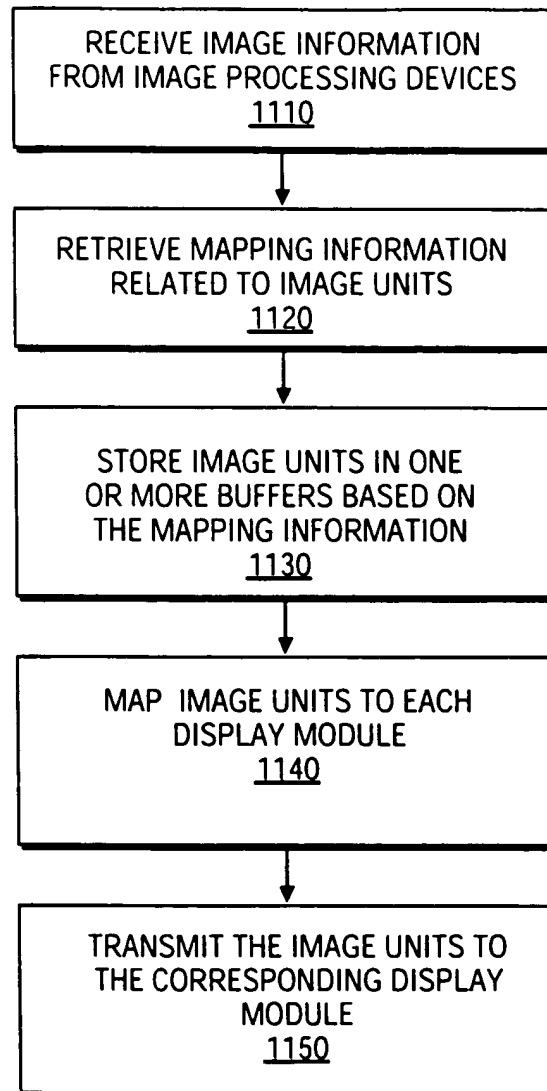 RECEIVE IMAGE INFORMATION
FROM IMAGE PROCESSING DEVICES
1110
RETRIEVE MAPPING INFORMATION
RELATED TO IMAGE UNITS
1120
STORE IMAGE UNITS IN ONE
OR MORE BUFFERS BASED ON
THE MAPPING INFORMATION
1130
MAP IMAGE UNITS TO EACH
DISPLAY MODULE
1140
TRANSMIT THE IMAGE UNITS TO
THE CORRESPONDING DISPLAY
MODULE
1150